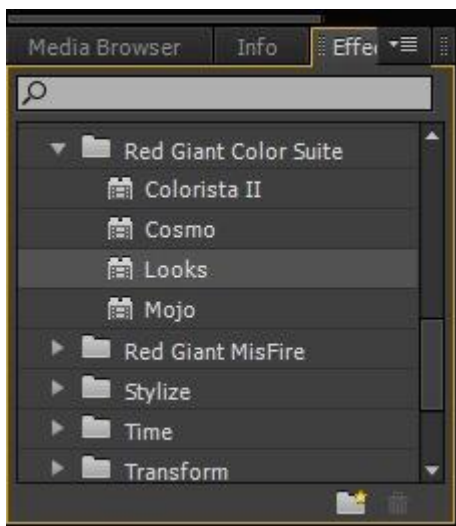 Media Browser Info Effe
Red Giant Color Suite
Colorista II
Cosmo
Looks
Mojo
Red Giant MisFire
Stylize
Time
Transform